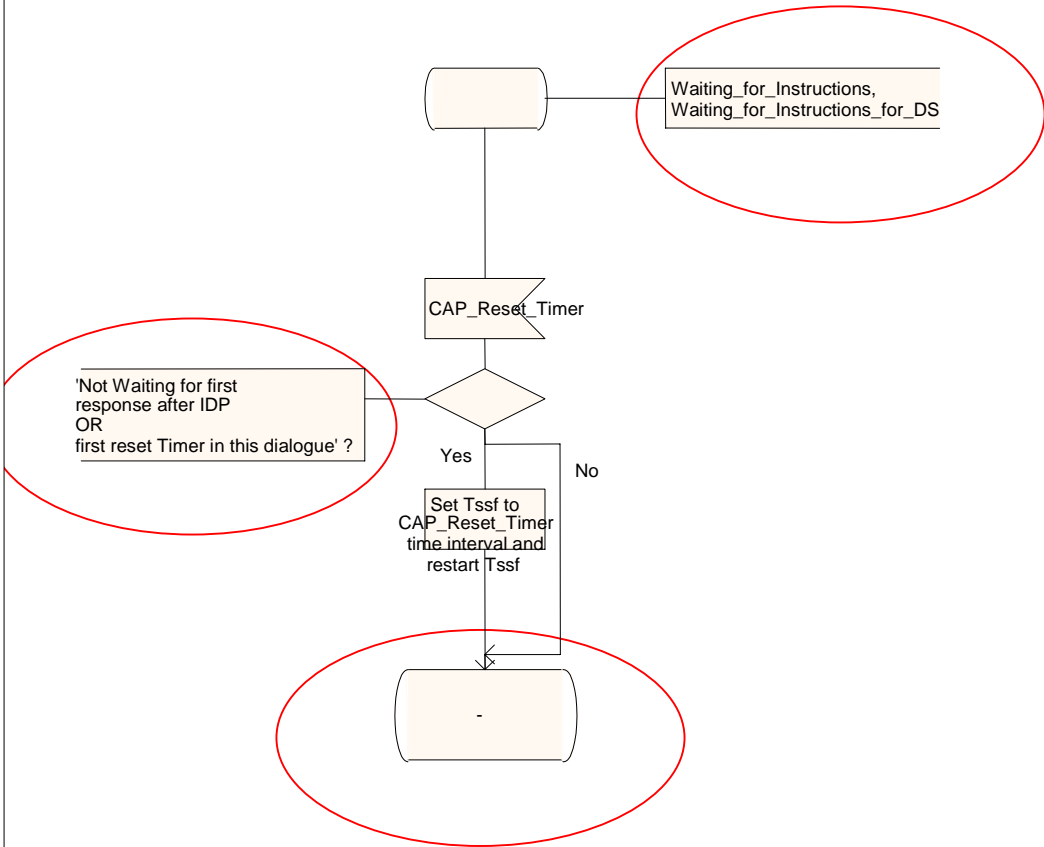 Waiting_for_Instructions,
Waiting_for_Instructions_for_DS
CAP_Reset_Timer
'Not Waiting for first
response after IDP
OR
first reset Timer in this dialogue' ?
Yes
No
Set Tssf to
CAP_Reset_Timer
time interval and
restart Tssf
-